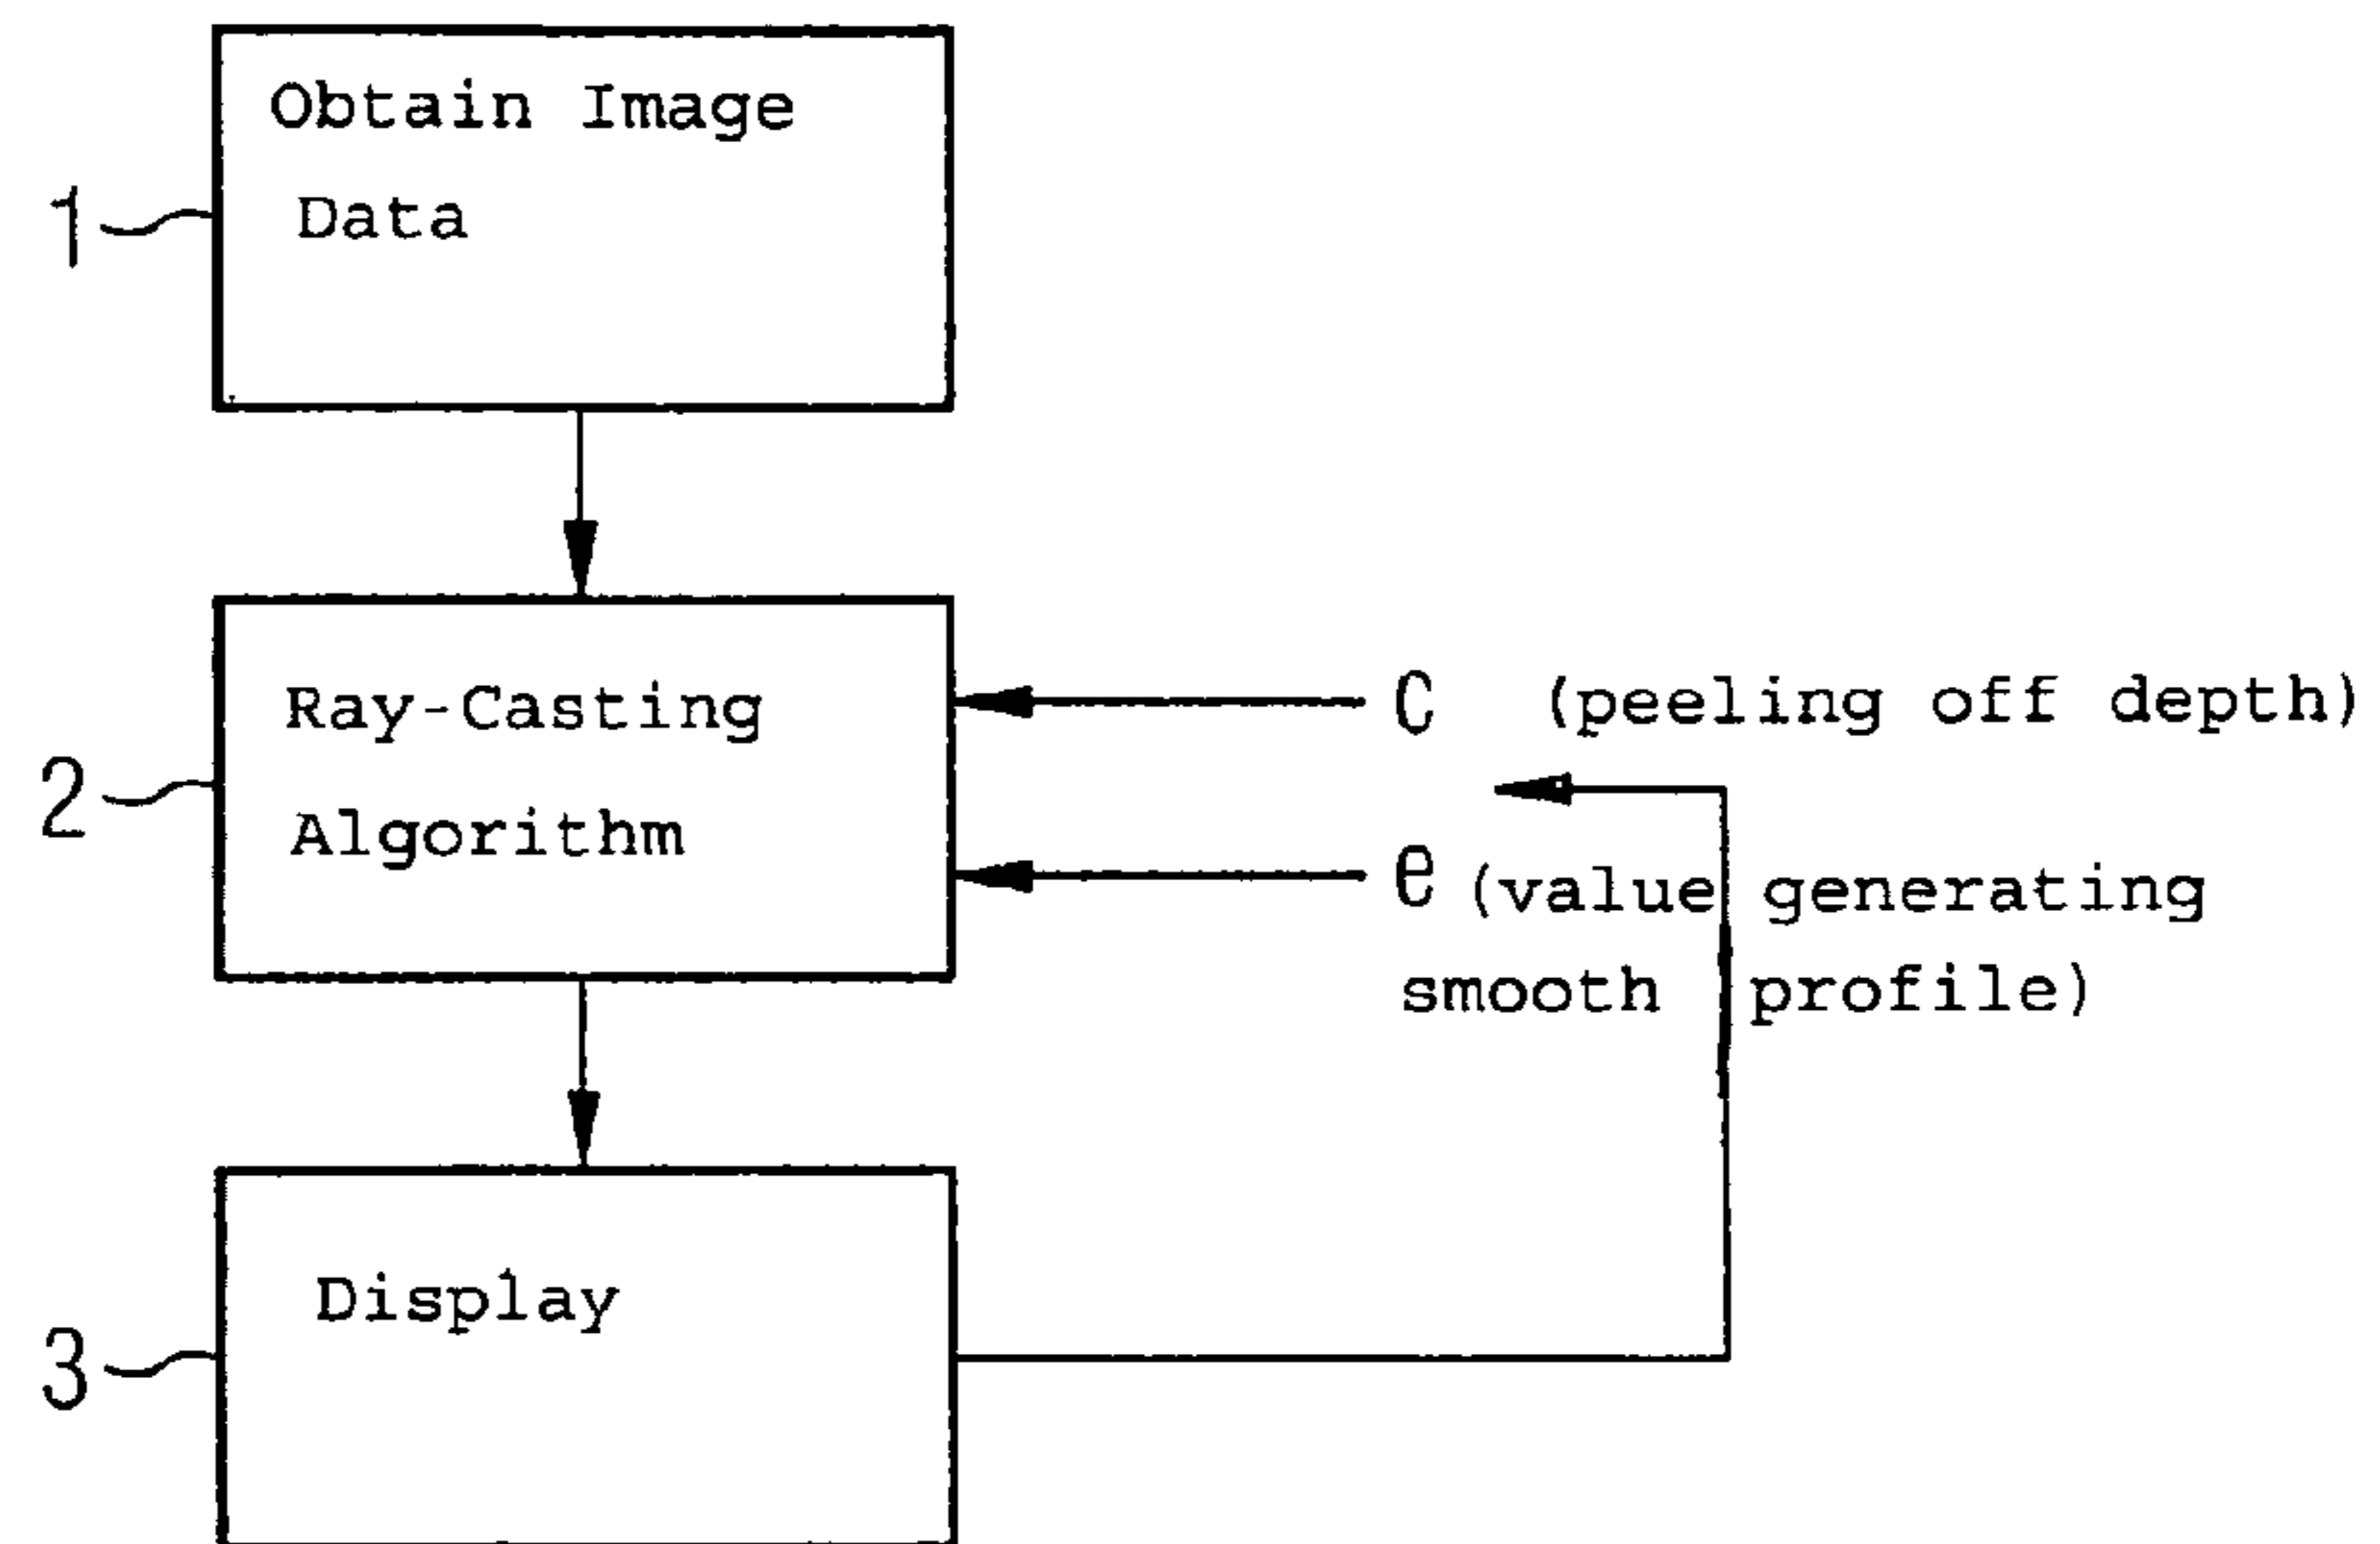 Obtain Image
Data
1
Ray-Casting
Algorithm
2
C (peeling off depth)
e (value generating
smooth profile)
Display
3